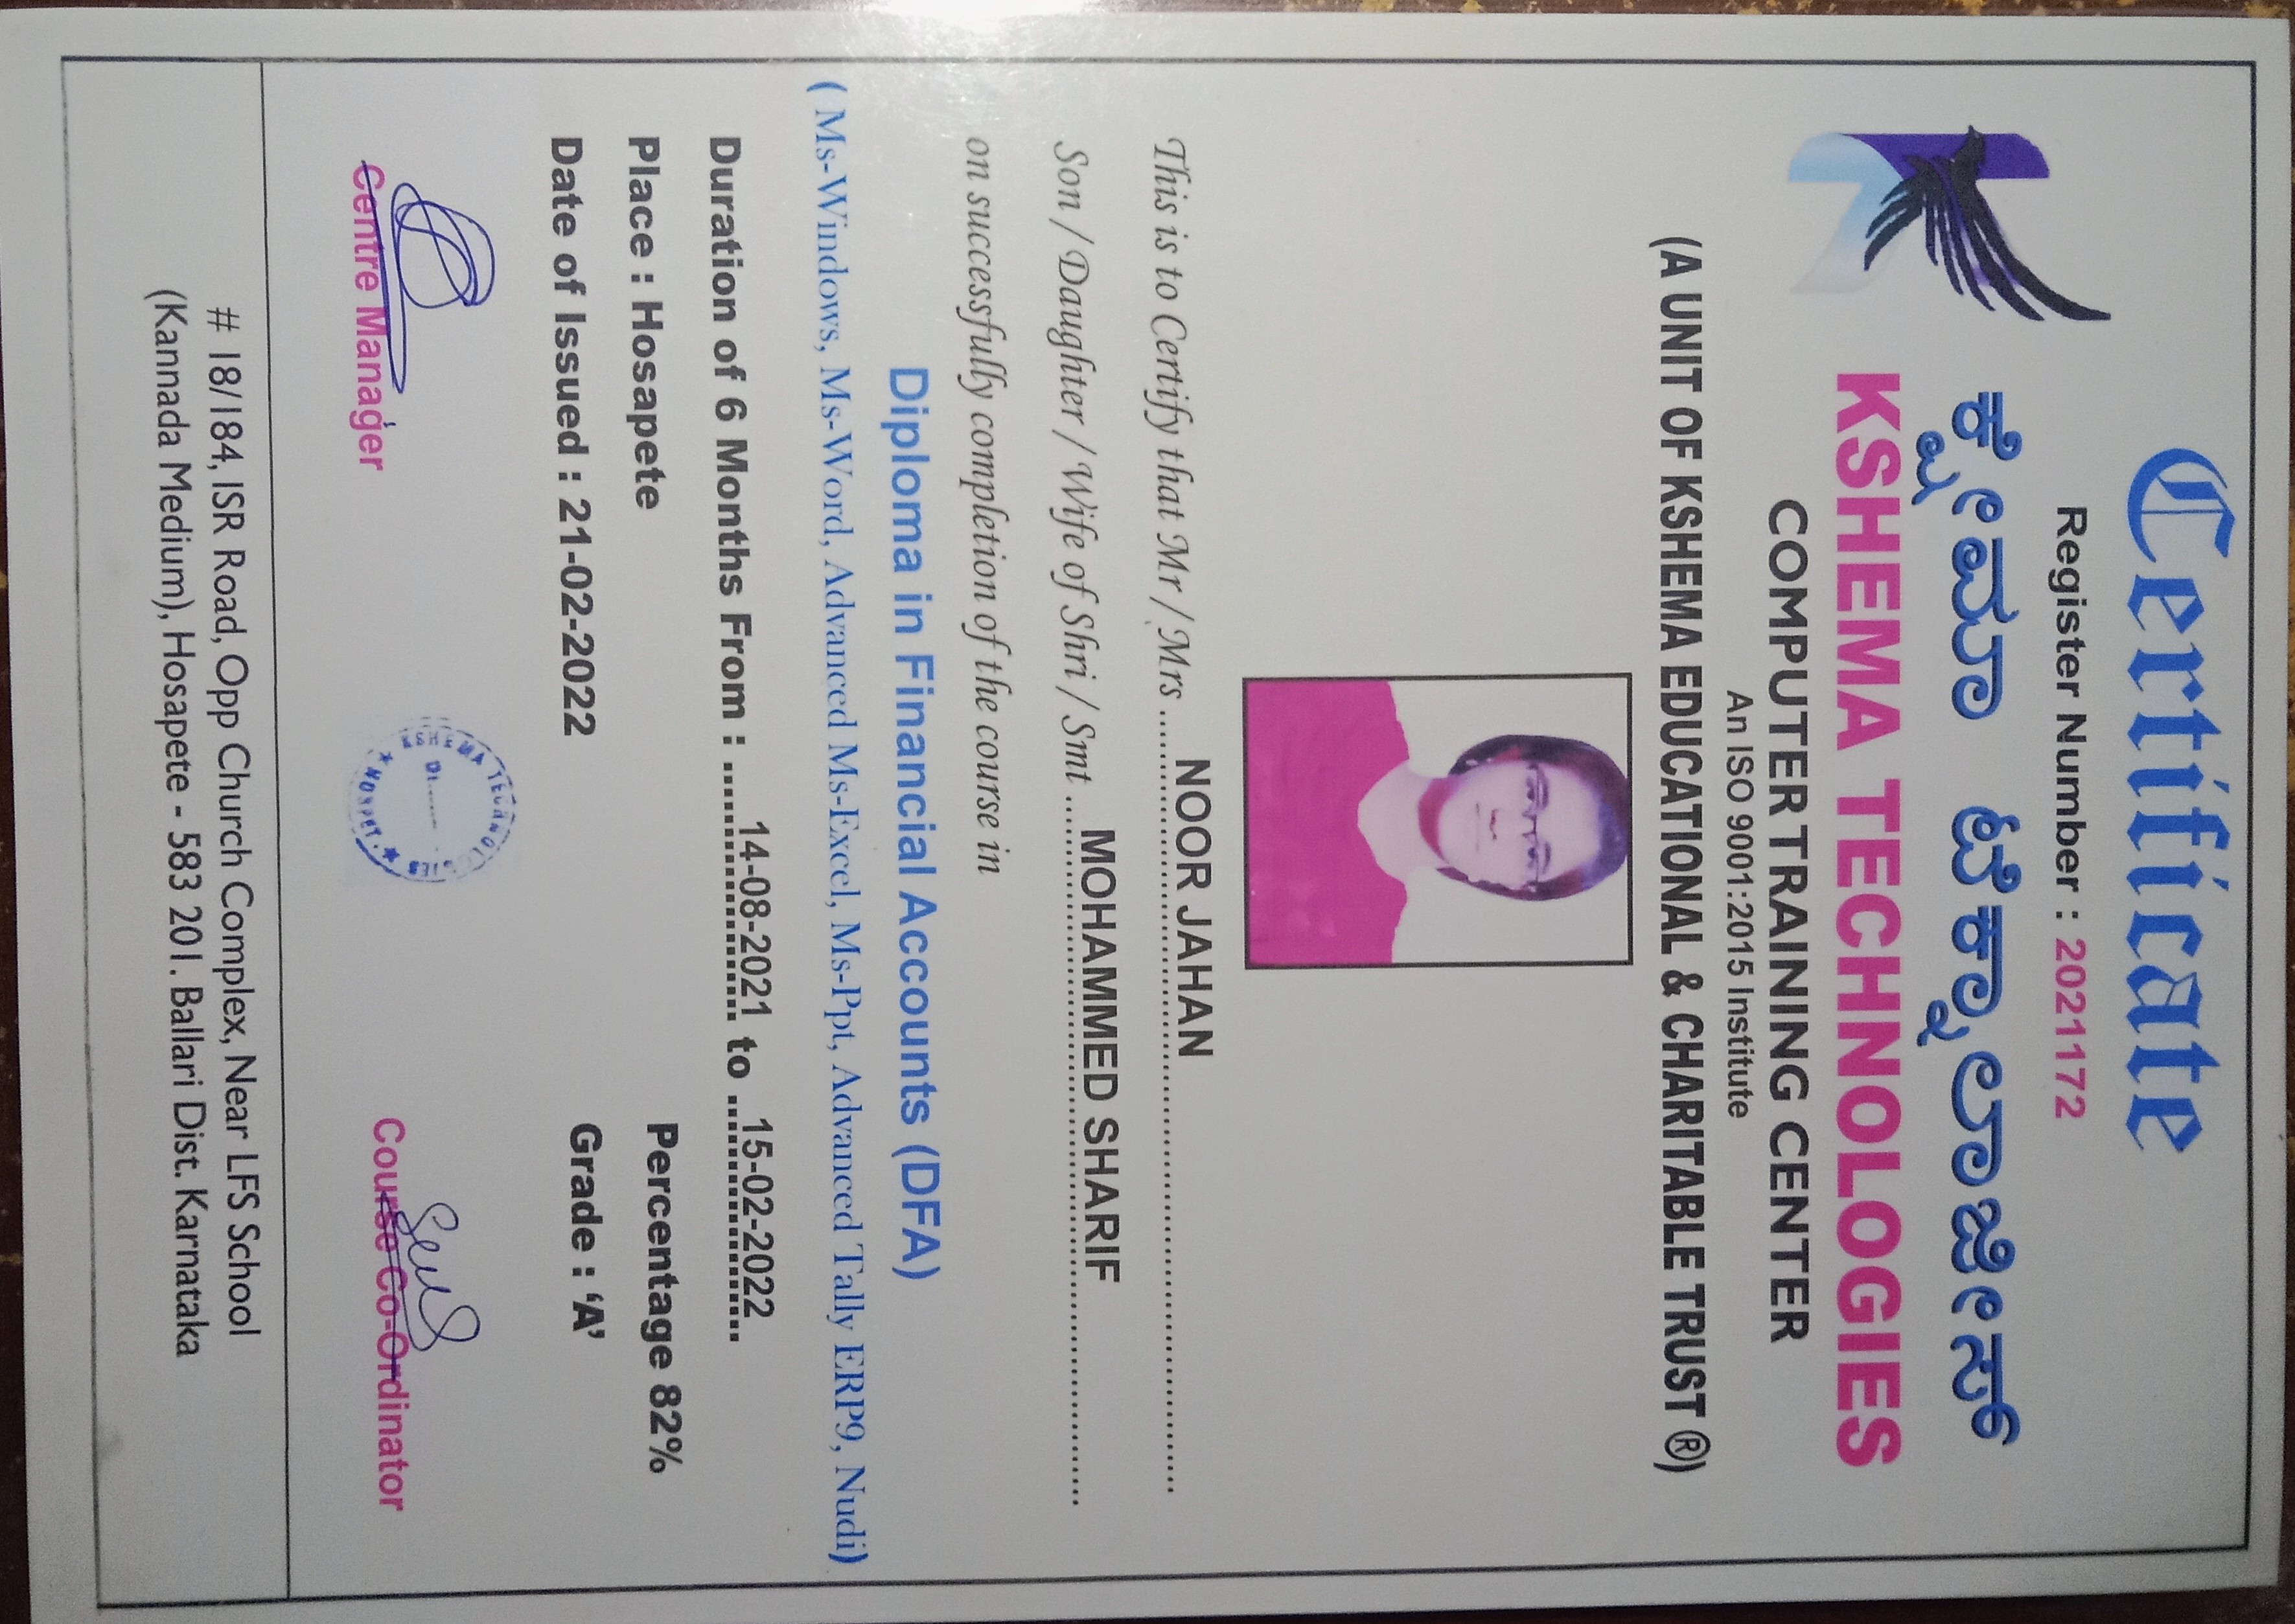 Certificate
Register Number : 2021172
ಕ್ಷೇಮಾ ಟೆಕ್ನಾಲಾಜೀಸ್
KSHEMA TECHNOLOGIES
COMPUTER TRAINING CENTER
An ISO 9001:2015 Institute
(A UNIT OF KSHEMA EDUCATIONAL & CHARITABLE TRUST ®)
This is to Certify that Mr / Mrs ..... NOOR JAHAN
Son / Daughter / Wife of Shri / Smt ..... MOHAMMED SHARIF
on successfully completion of the course in
Diploma in Financial Accounts (DFA)
( Ms-Windows, Ms-Word, Advanced Ms-Excel, Ms-Ppt, Advanced Tally ERP9, Nudi)
Duration of 6 Months From : ..... 14-08-2021 to ..... 15-02-2022
Place : Hosapete Percentage 82%
Date of Issued : 21-02-2022 Grade : ‘A’
KSHEMA TECHNOLOGIES
Dt.......
★ HOSPET. ★
Centre Manager Course Co-Ordinator
# 18/184, ISR Road, Opp Church Complex, Near LFS School
(Kannada Medium), Hosapete - 583 201. Ballari Dist. Karnataka